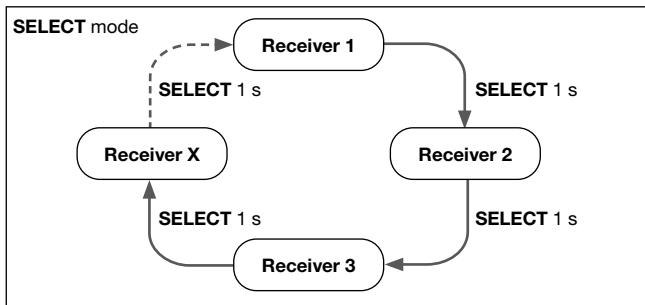 SELECT mode
Receiver 1
SELECT 1 s
SELECT 1 s
Receiver X
Receiver 2
SELECT 1 s
SELECT 1 s
Receiver 3